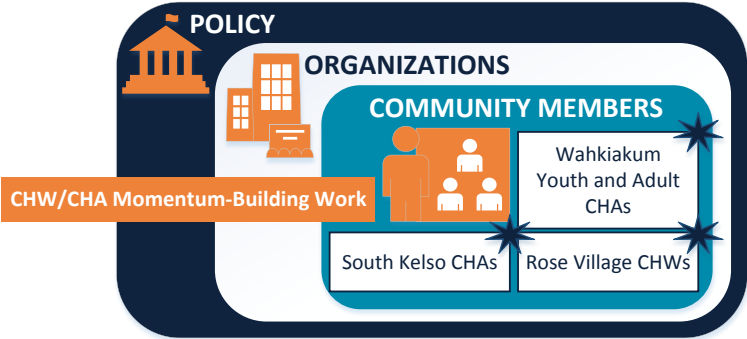 POLICY
ORGANIZATIONS
COMMUNITY MEMBERS
Wahkiakum
Youth and Adult
CHAs
CHW/CHA Momentum-Building Work
South Kelso CHAs
Rose Village CHWs